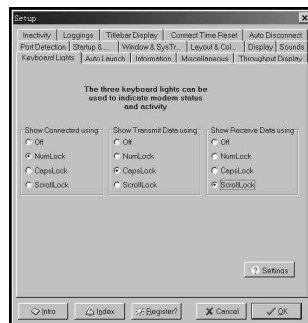 Setup
Inactivity Loggings Titlebar Display Connect Time Reset Auto Disconnect
Port Detection Startup &... Window & SysTr... Layout & Col... Display Sounds
Keyboard Lights Auto Launch Information Miscellaneous Throughput Display
The three keyboard lights can be
used to indicate modem status
and activity
Show Connected using Show Transmit Data using Show Receive Data using
Off Off Off
NumLock NumLock NumLock
CapsLock CapsLock CapsLock
ScrollLock ScrollLock ScrollLock
? Settings
Intro Index Register? Cancel OK